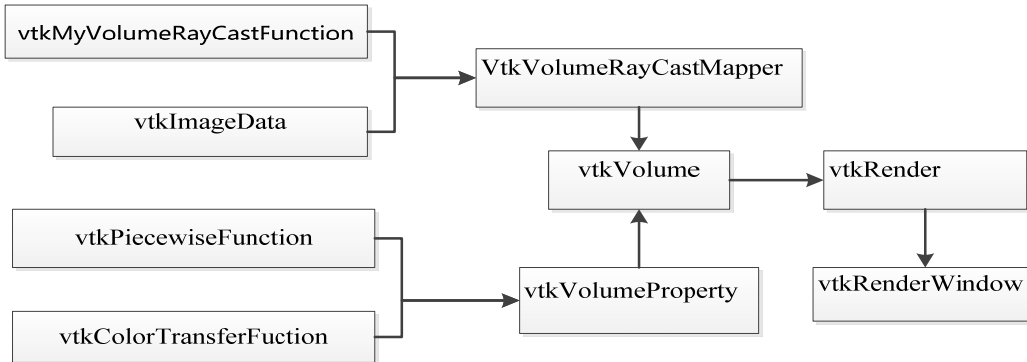 vtkMyVolumeRayCastFunction
VtkVolumeRayCastMapper
vtkImageData
vtkVolume
vtkRender
vtkPiecewiseFunction
vtkVolumeProperty
vtkRenderWindow
vtkColorTransferFuction